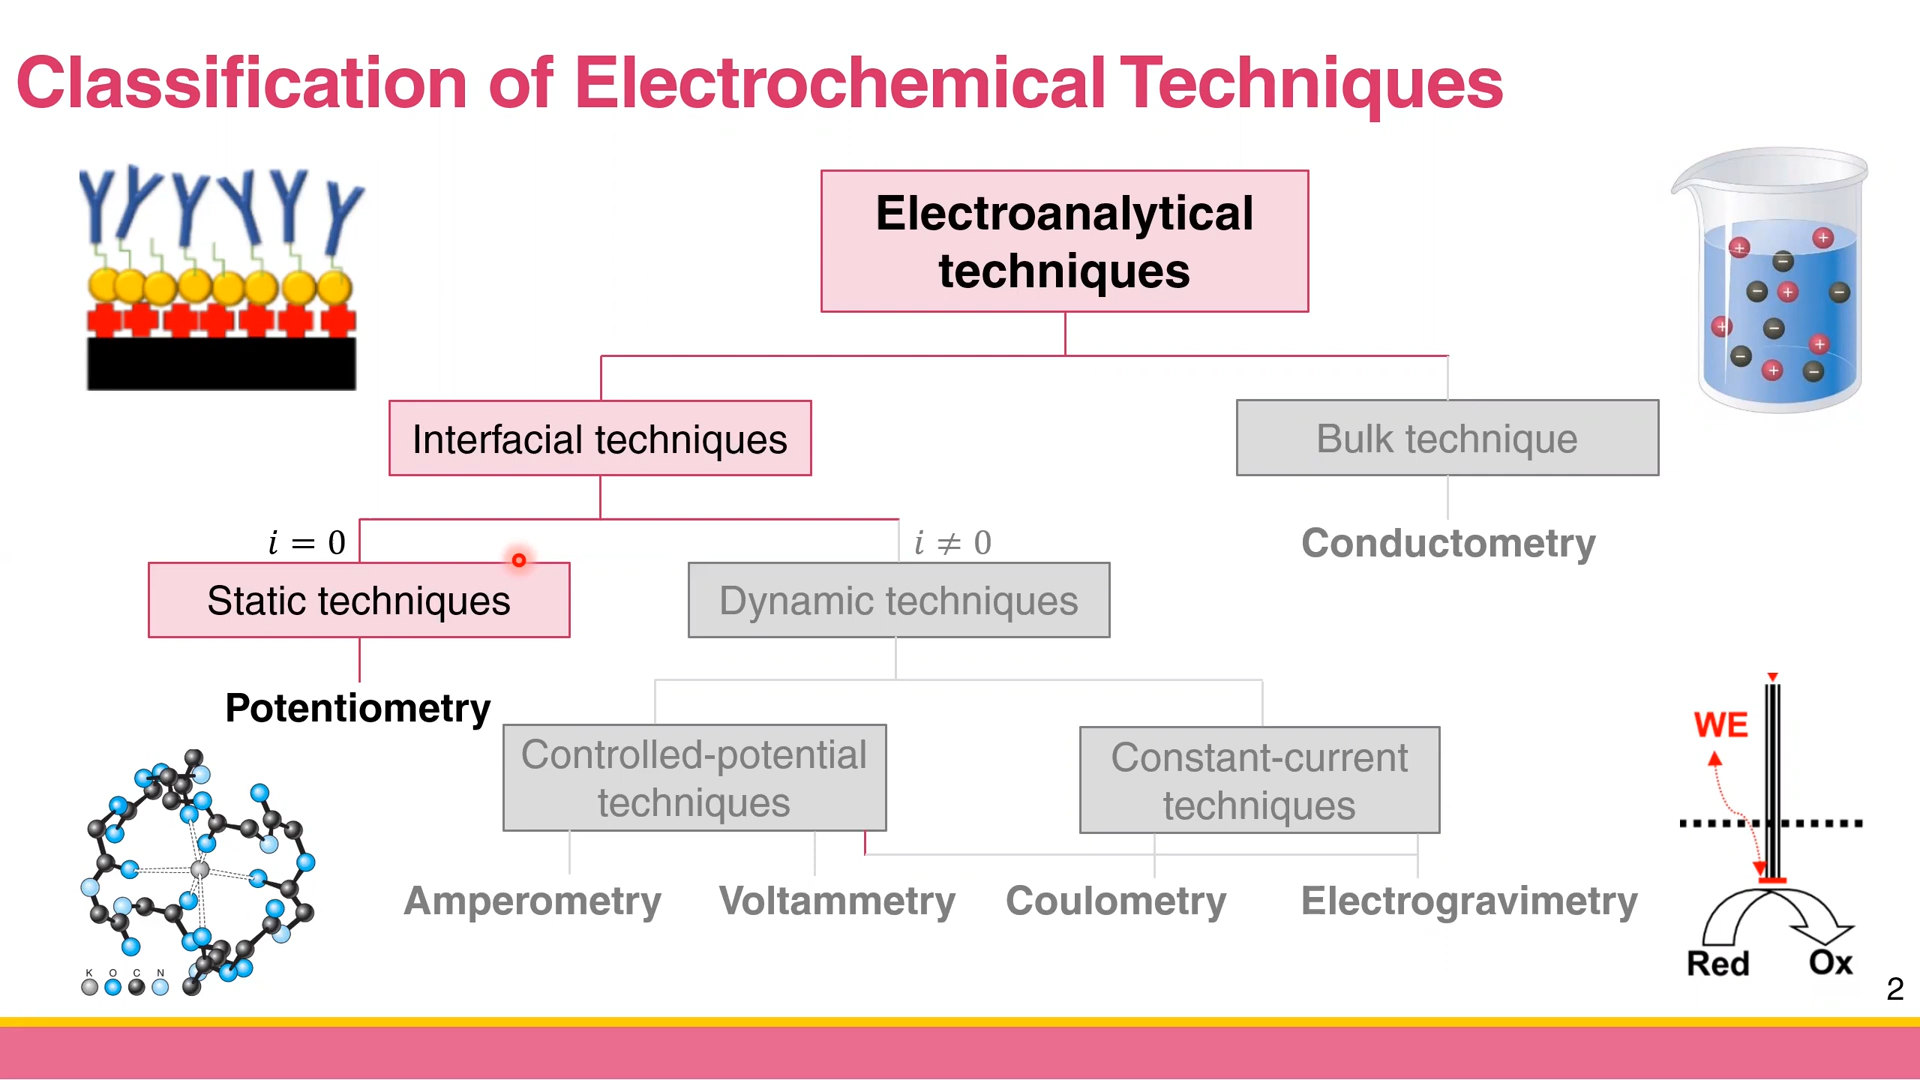 Classification of Electrochemical Techniques
Electroanalytical
techniques
+
+
−
−
+
−
+
−
+
−
+
−
Interfacial techniques
Bulk technique
i = 0
i ≠ 0
Conductometry
Static techniques
Dynamic techniques
Potentiometry
WE
Controlled-potential
techniques
Constant-current
techniques
Amperometry
Voltammetry
Coulometry
Electrogravimetry
K O C N
Red
Ox
2